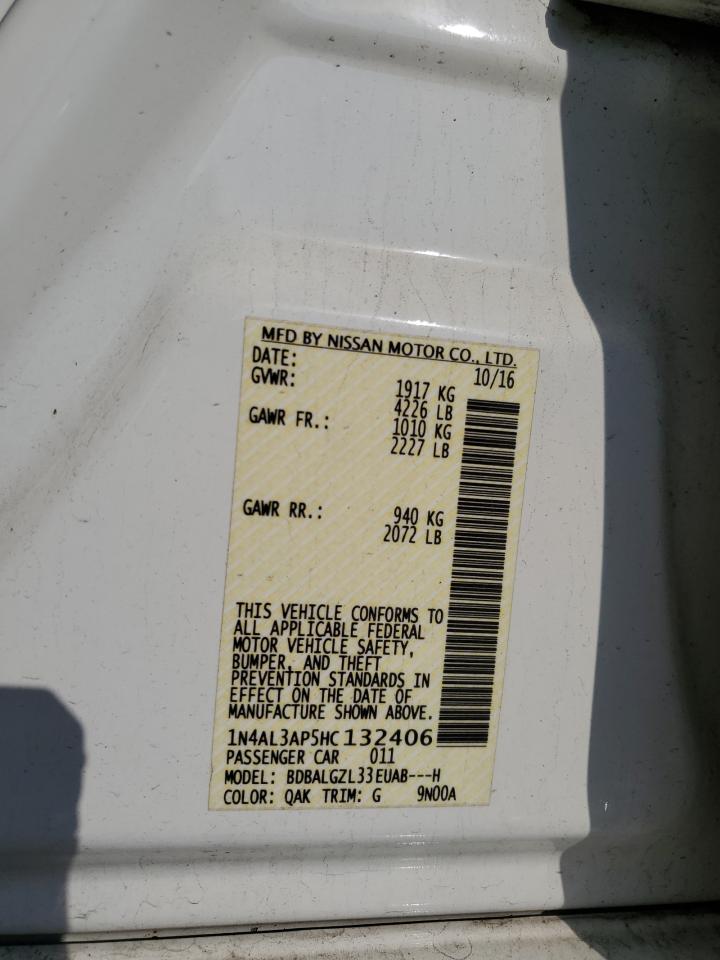 MFD BY NISSAN MOTOR CO., LTD.
DATE: 10/16
GVWR: 1917 KG
4226 LB
GAWR FR.: 1010 KG
2227 LB
GAWR RR.: 940 KG
2072 LB
THIS VEHICLE CONFORMS TO
ALL APPLICABLE FEDERAL
MOTOR VEHICLE SAFETY,
BUMPER, AND THEFT
PREVENTION STANDARDS IN
EFFECT ON THE DATE OF
MANUFACTURE SHOWN ABOVE.
1N4AL3AP5HC132406
PASSENGER CAR 011
MODEL: BDBALGZL33EUAB---H
COLOR: QAK TRIM: G 9N00A